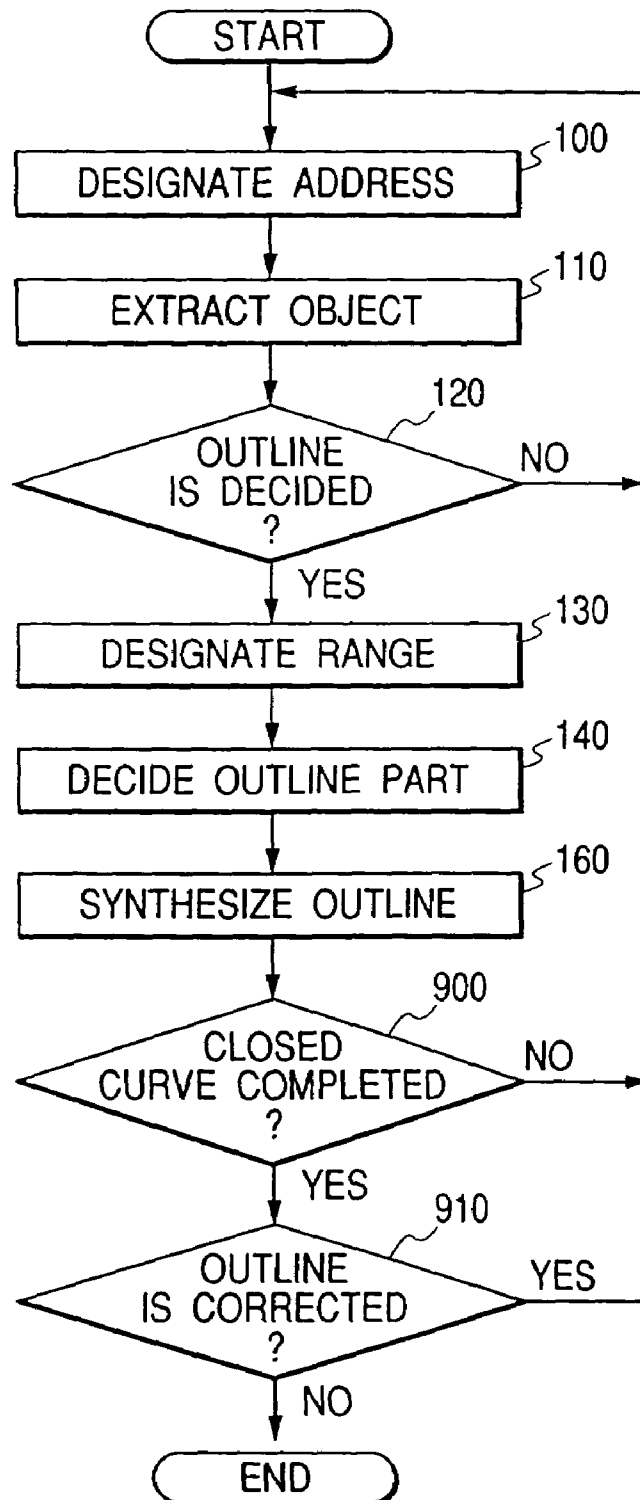 START
100
DESIGNATE ADDRESS
110
EXTRACT OBJECT
120
OUTLINE
IS DECIDED
?
NO
YES
130
DESIGNATE RANGE
140
DECIDE OUTLINE PART
160
SYNTHESIZE OUTLINE
900
CLOSED
CURVE COMPLETED
?
NO
YES
910
OUTLINE
IS CORRECTED
?
YES
NO
END